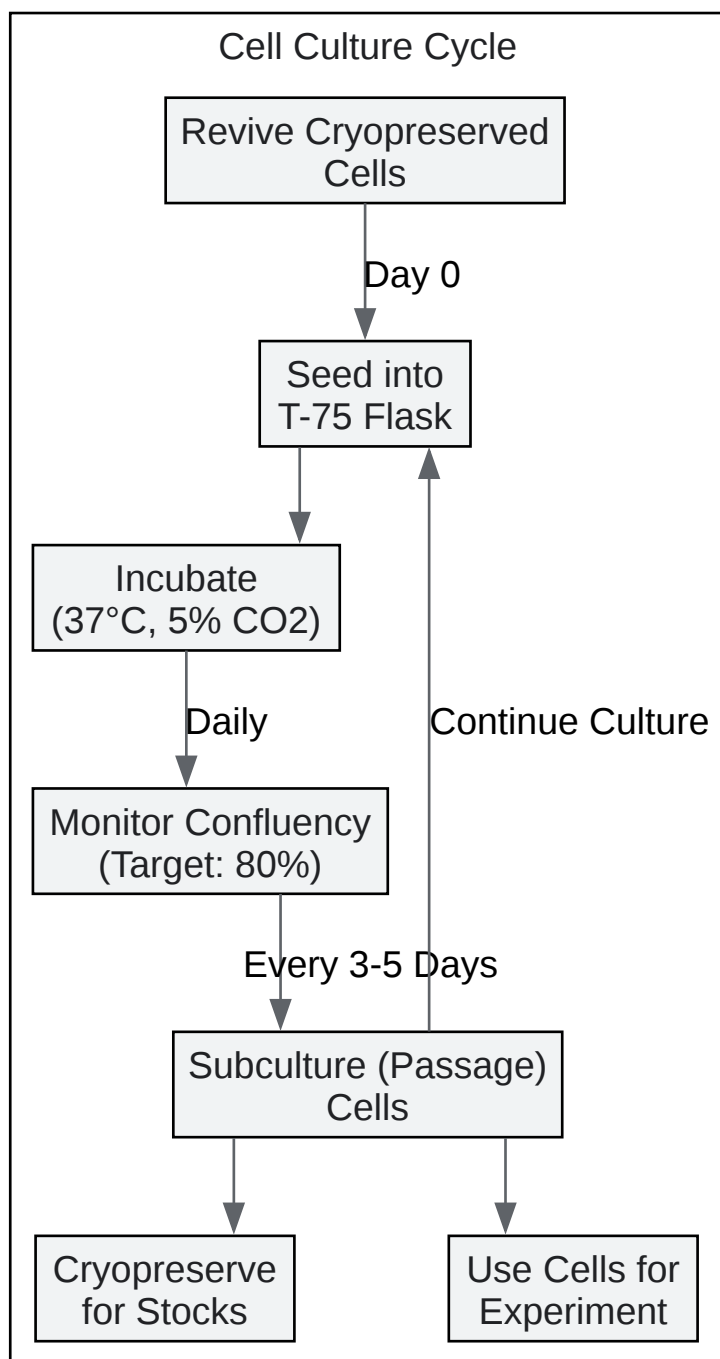 Cell Culture Cycle
Revive Cryopreserved
Cells
Day 0
Seed into
T-75 Flask
Incubate
(37°C, 5% CO2)
Daily
Continue Culture
Monitor Confluency
(Target: 80%)
Every 3-5 Days
Subculture (Passage)
Cells
Cryopreserve
for Stocks
Use Cells for
Experiment